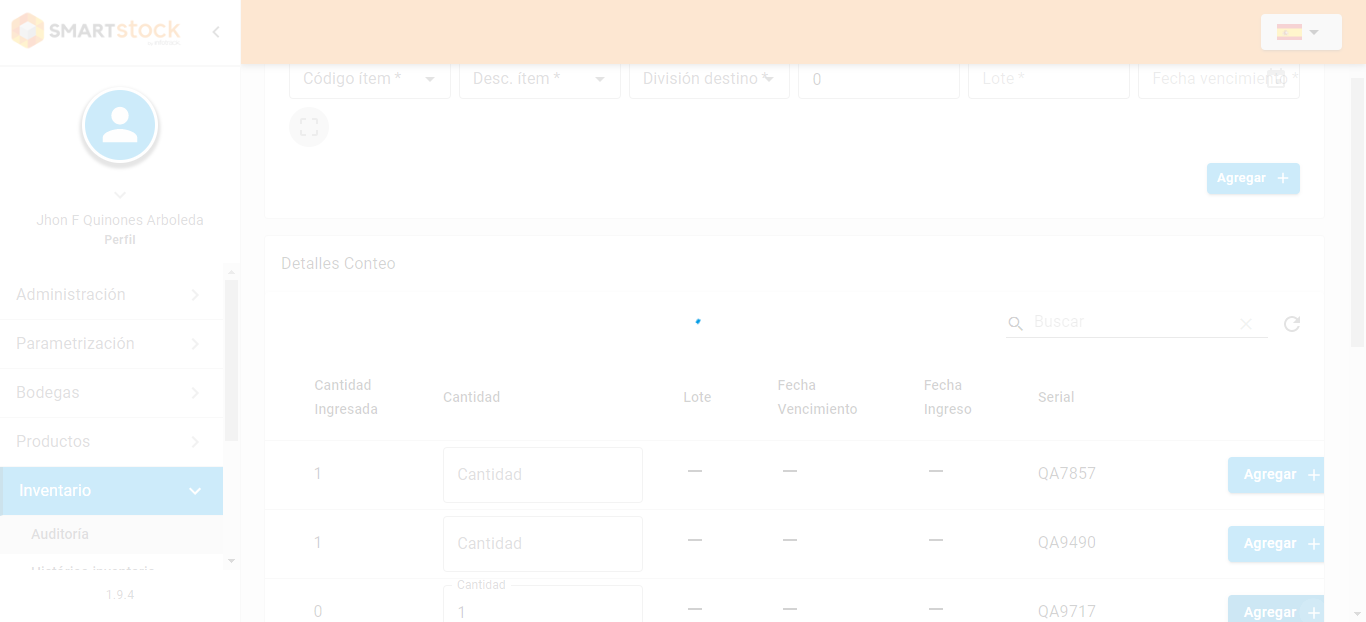 SMARTstock
Código ítem *
Desc. ítem *
División destino *
0
Lote *
Fecha vencimiento *
Agregar
Jhon F Quinones Arboleda
Perfil
Administración
Parametrización
Bodegas
Productos
Inventario
Auditoría
Histórico inventario
1.9.4
Detalles Conteo
Buscar
Cantidad Ingresada
Cantidad
Lote
Fecha Vencimiento
Fecha Ingreso
Serial
1
Cantidad
—
—
—
QA7857
Agregar
1
Cantidad
—
—
—
QA9490
Agregar
0
Cantidad
1
—
—
—
QA9717
Agregar